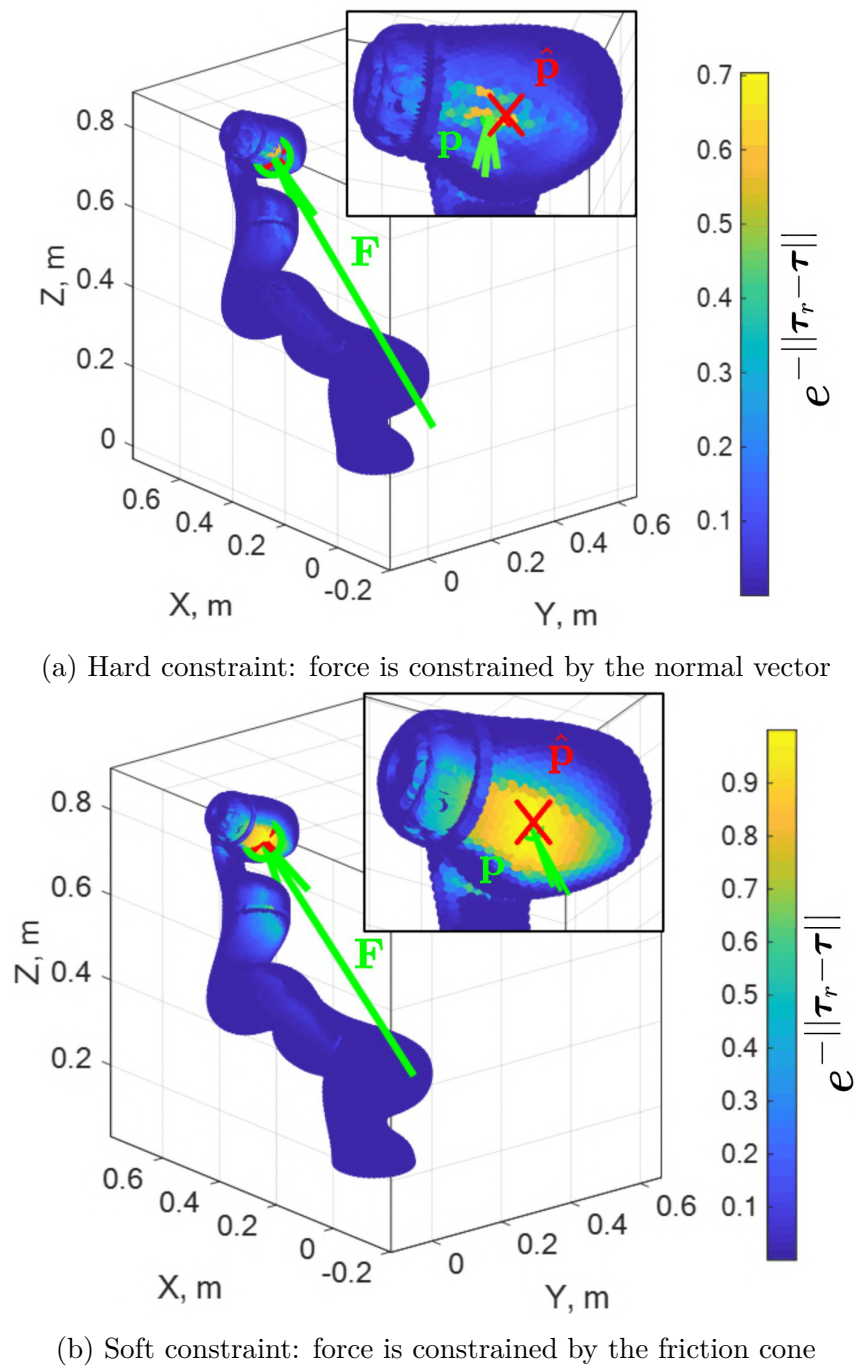 p̂
p
F
0.8
0.6
0.4
0.2
0
Z, m
0.6
0.4
0.2
0
-0.2
X, m
0
0.2
0.4
0.6
Y, m
0.7
0.6
0.5
0.4
0.3
0.2
0.1
e^{-||τ_r-τ||}
(a) Hard constraint: force is constrained by the normal vector
p̂
p
F
0.8
0.6
0.4
0.2
Z, m
0.6
0.4
0.2
0
-0.2
X, m
0
0.2
0.4
0.6
Y, m
0.9
0.8
0.7
0.6
0.5
0.4
0.3
0.2
0.1
e^{-||τ_r-τ||}
(b) Soft constraint: force is constrained by the friction cone